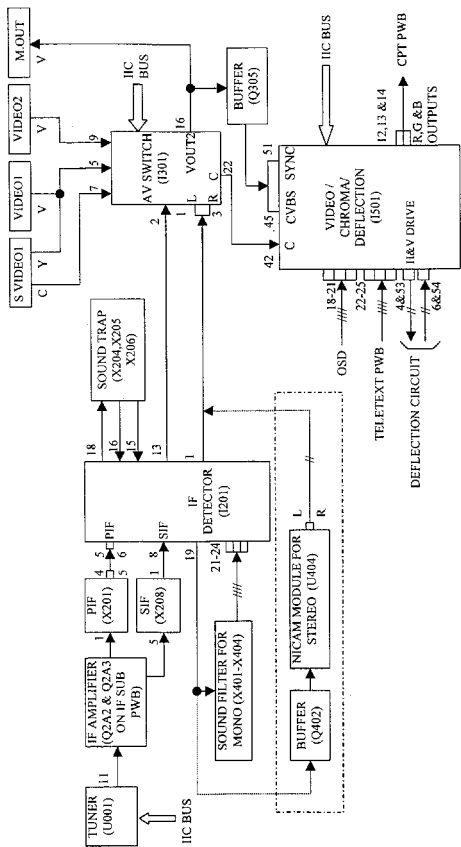 TUNER
(U001)
11
IIC BUS
IF AMPLIFIER
(Q2A2 & Q2A3
ON IF SUB
PWB)
1
PIF
(X201)
4
5
5
6
PIF
5
SIF
(X208)
1
8
SIF
IF
DETECTOR
(I201)
18
16
15
13
1
19
21-24
SOUND TRAP
(X204,X205
X206)
SOUND FILTER FOR
MONO (X401-X404)
BUFFER
(Q402)
NICAM MODULE FOR
STEREO (U404)
L
R
S VIDEO1
C
Y
VIDEO1
V
VIDEO2
V
M.OUT
V
7
5
9
AV SWITCH
(I301)
IIC
BUS
16
VOUT2
2
1
L
3
R
C
22
BUFFER
(Q305)
IIC BUS
42
C
45
CVBS
51
SYNC
VIDEO /
CHROMA/
DEFLECTION
(I501)
12,13 &14
CPT PWB
R,G &B
OUTPUTS
H&V DRIVE
18-21
22-25
4&53
6&54
OSD
TELETEXT PWB
DEFLECTION CIRCUIT